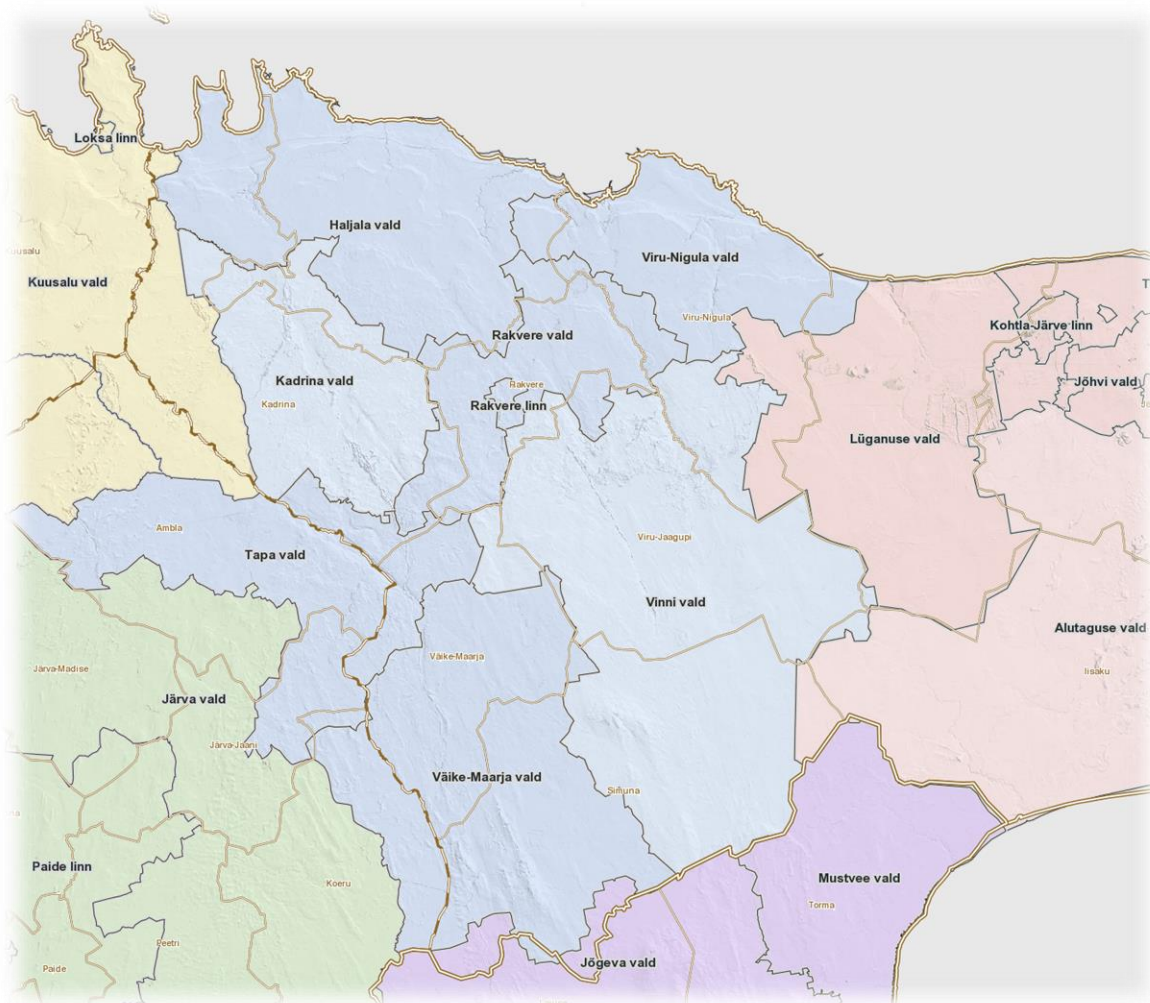 Loksa linn
Haljala vald
uusalu
Viru-Nigula vald
Kuusalu vald
Viru-Nigula
Kohtla-Järve linn
Rakvere vald
Kadrina vald
Rakvere
Jõhvi vald
Kadrina
Rakvere linn
Lüganuse vald
Ambla
Viru-Jaagupi
Tapa vald
Vinni vald
Alutaguse vald
Väike-Maarja
Järva-Madise
Iisaku
Järva vald
Järva-Jaani
Väike-Maarja vald
Simuna
Paide linn
Koeru
Mustvee vald
Torma
Peetri
Jõgeva vald
Paide